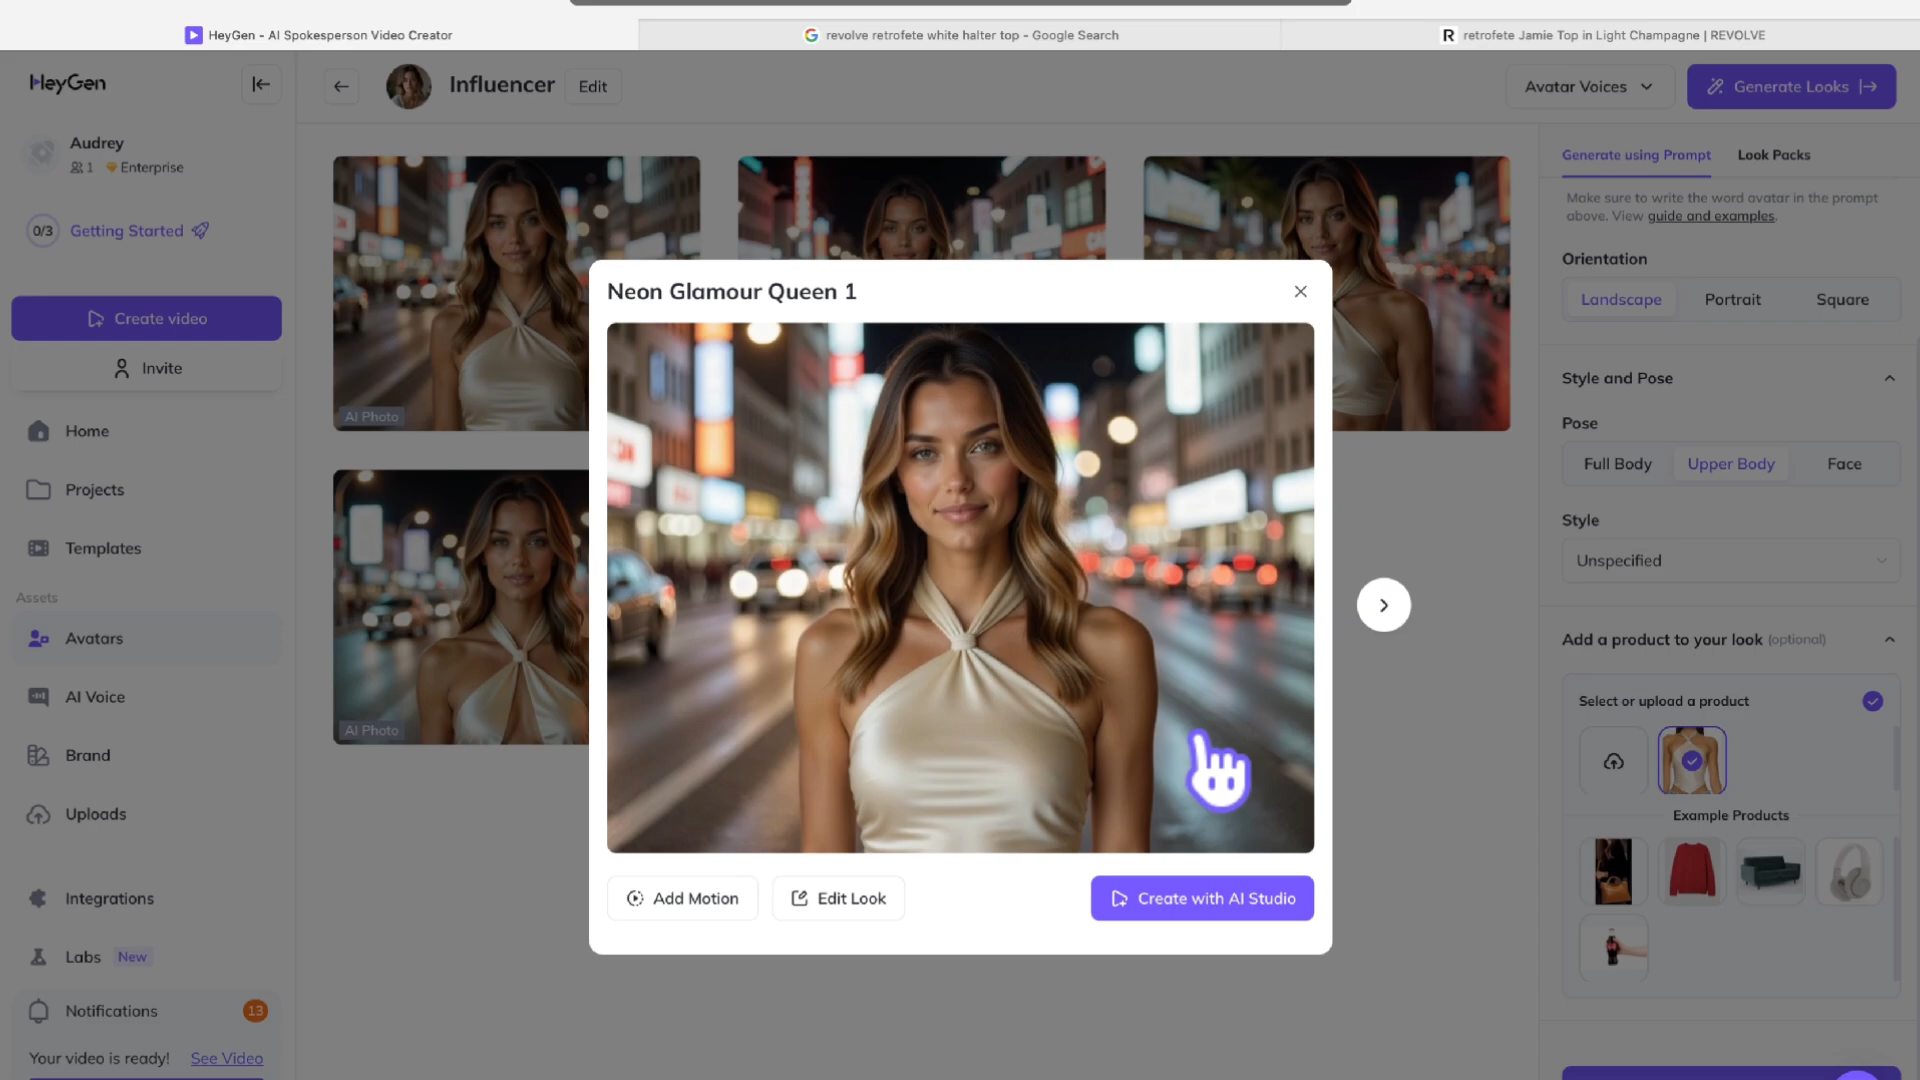 HeyGen - AI Spokesperson Video Creator
revolve retrofete white halter top - Google Search
R retrofete Jamie Top in Light Champagne | REVOLVE
HeyGen
Influencer
Edit
Avatar Voices
Generate Looks
Audrey
1 Enterprise
0/3 Getting Started
Create video
Invite
Home
Projects
Templates
Assets
Avatars
AI Voice
Brand
Uploads
Integrations
Labs New
Notifications 13
Your video is ready! See Video
AI Photo
AI Photo
Neon Glamour Queen 1
Add Motion
Edit Look
Create with AI Studio
Generate using Prompt
Look Packs
Make sure to write the word avatar in the prompt
above. View guide and examples.
Orientation
Landscape Portrait Square
Style and Pose
Pose
Full Body Upper Body Face
Style
Unspecified
Add a product to your look (optional)
Select or upload a product
Example Products